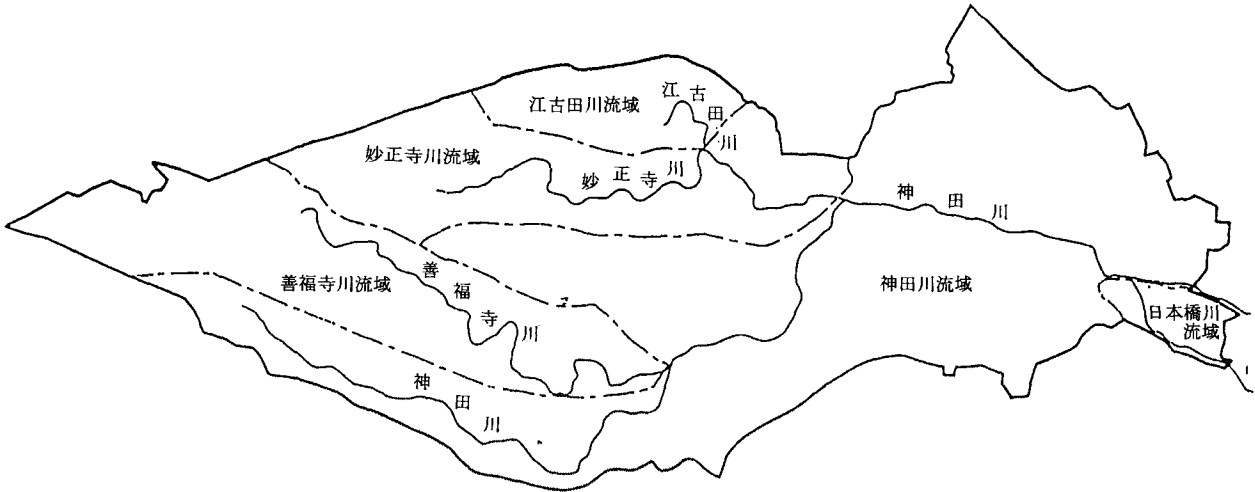 江古田川流域
江古田川
妙正寺川流域
妙正寺川
神田川
善福寺川流域
善福寺川
神田川流域
日本橋川
流域
神田川